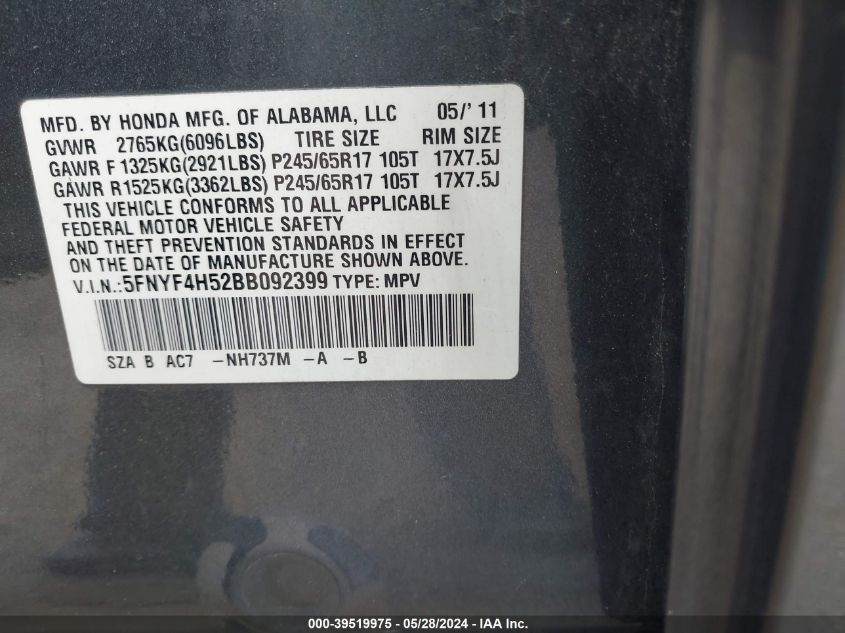 MFD. BY HONDA MFG. OF ALABAMA, LLC 05/' 11
GVWR 2765KG(6096LBS) TIRE SIZE RIM SIZE
GAWR F 1325KG(2921LBS) P245/65R17 105T 17X7.5J
GAWR R1525KG(3362LBS) P245/65R17 105T 17X7.5J
THIS VEHICLE CONFORMS TO ALL APPLICABLE
FEDERAL MOTOR VEHICLE SAFETY
AND THEFT PREVENTION STANDARDS IN EFFECT
ON THE DATE OF MANUFACTURE SHOWN ABOVE.
V.I.N.:5FNYF4H52BB092399 TYPE: MPV
SZA B AC7 -NH737M -A -B
000-39519975 - 05/28/2024 - IAA Inc.